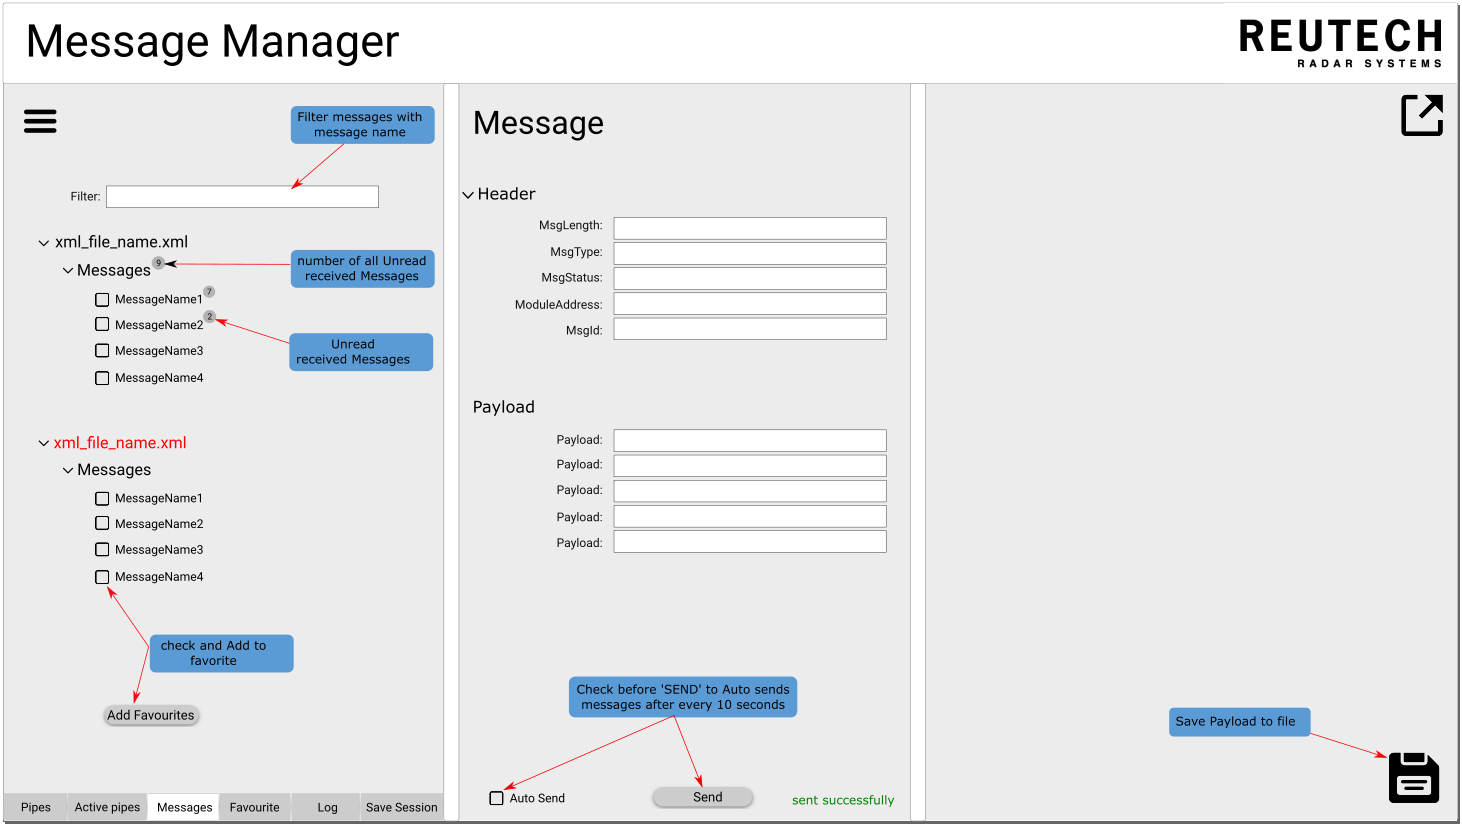 Message Manager
REUTECH
RADAR SYSTEMS
Filter messages with
message name
Filter:
xml_file_name.xml
Messages 9
number of all Unread
received Messages
MessageName1 7
MessageName2 2
MessageName3
MessageName4
Unread
received Messages
xml_file_name.xml
Messages
MessageName1
MessageName2
MessageName3
MessageName4
check and Add to
favorite
Add Favourites
Pipes
Active pipes
Messages
Favourite
Log
Save Session
Message
Header
MsgLength:
MsgType:
MsgStatus:
ModuleAddress:
MsgId:
Payload
Payload:
Payload:
Payload:
Payload:
Payload:
Check before 'SEND' to Auto sends
messages after every 10 seconds
Auto Send
Send
sent successfully
Save Payload to file